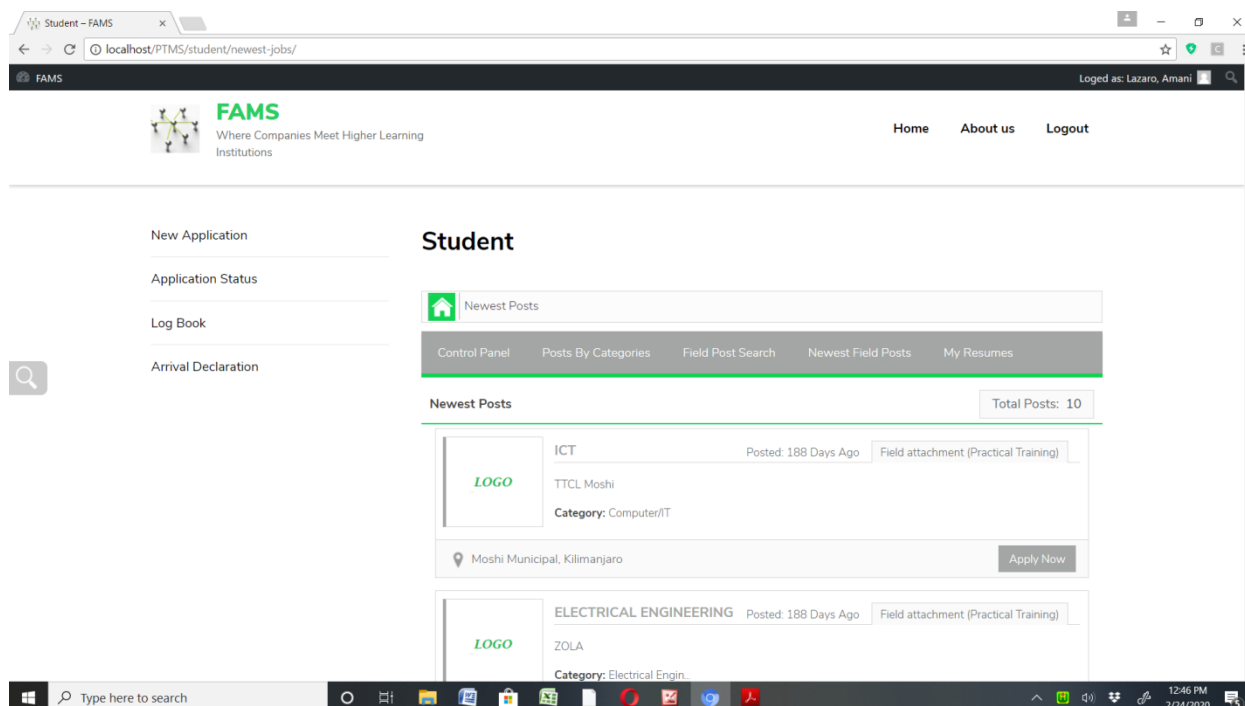 Student – FAMS
localhost/PTMS/student/newest-jobs/
FAMS
Loged as: Lazaro, Amani
FAMS
Where Companies Meet Higher Learning
Institutions
Home About us Logout
New Application
Application Status
Log Book
Arrival Declaration
Student
Newest Posts
Control Panel Posts By Categories Field Post Search Newest Field Posts My Resumes
Newest Posts
Total Posts: 10
LOGO
ICT
Posted: 188 Days Ago
Field attachment (Practical Training)
TTCL Moshi
Category: Computer/IT
Moshi Municipal, Kilimanjaro
Apply Now
LOGO
ELECTRICAL ENGINEERING
Posted: 188 Days Ago
Field attachment (Practical Training)
ZOLA
Category: Electrical Engin..
Type here to search
12:46 PM
2/24/2020